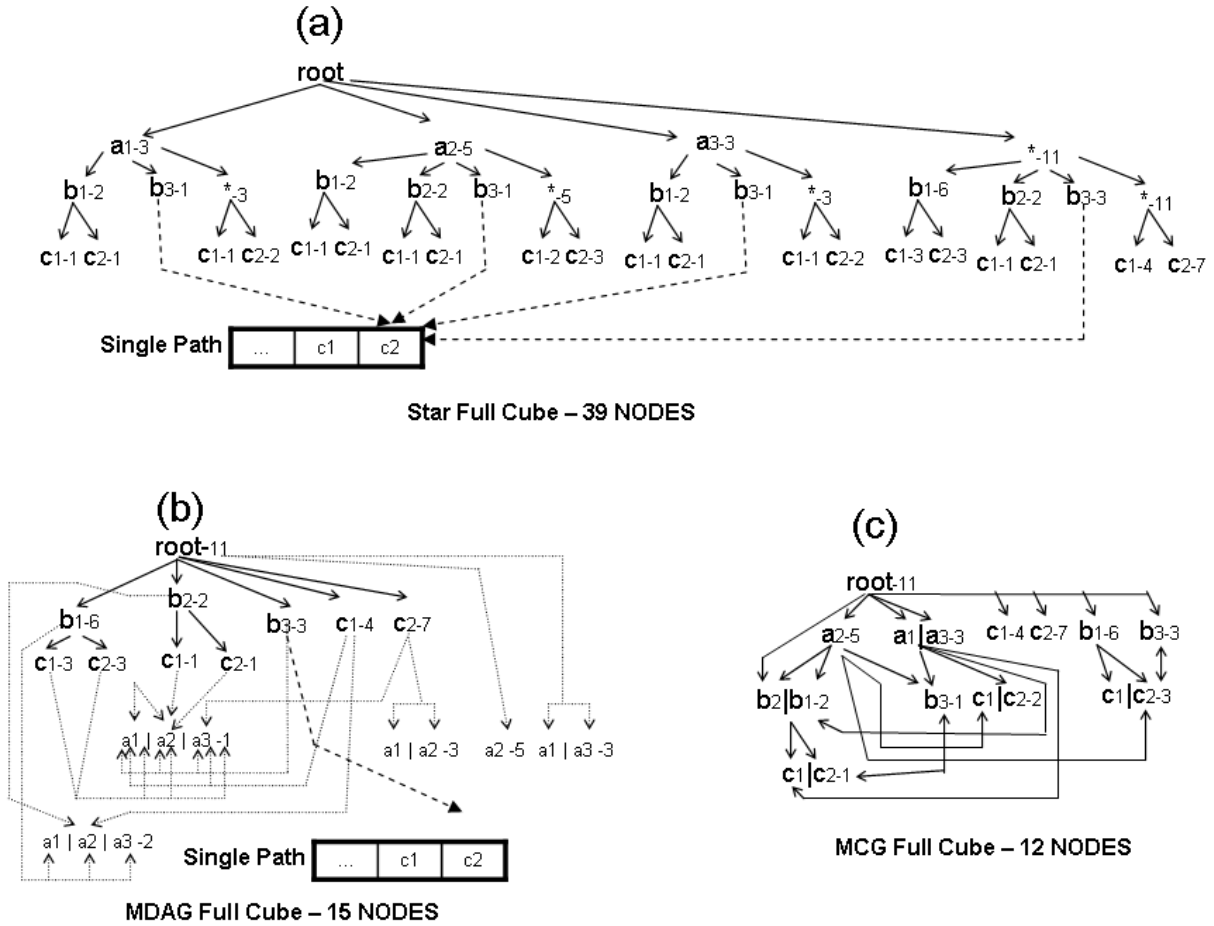 (a)
root
a1-3 a2-5 a3-3 *-11
b1-2 b3-1 *-3 b1-2 b2-2 b3-1 *-5 b1-2 b3-1 *-3 b1-6 b2-2 b3-3 *-11
c1-1 c2-1 c1-1 c2-2 c1-1 c2-1 c1-1 c2-1 c1-2 c2-3 c1-1 c2-1 c1-1 c2-2 c1-3 c2-3 c1-1 c2-1 c1-4 c2-7
Single Path ... c1 c2
Star Full Cube – 39 NODES
(b)
root-11
b1-6 b2-2 b3-3 c1-4 c2-7
c1-3 c2-3 c1-1 c2-1
a1 | a2 | a3 -1 a1 | a2 -3 a2 -5 a1 | a3 -3
a1 | a2 | a3 -2
Single Path ... c1 c2
MDAG Full Cube – 15 NODES
(c)
root-11
a2-5 a1|a3-3 c1-4 c2-7 b1-6 b3-3
b2|b1-2 b3-1 c1|c2-2 c1|c2-3
c1|c2-1
MCG Full Cube – 12 NODES